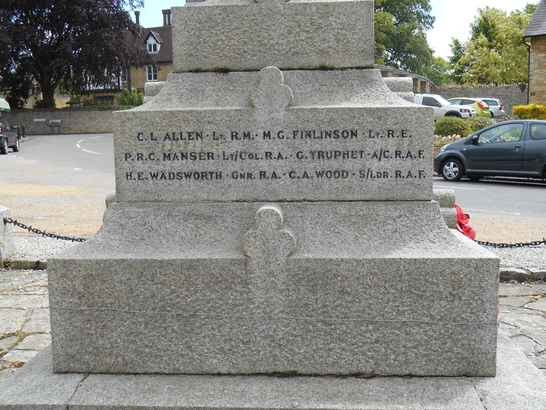 C. L. ALLEN · LT. R.M. · M.G. FINLINSON · LT. R.E.
P.R.C. MANSER · LT/COL.R.A. · G. TRUPHET · A/C.R.A.F.
H.E. WADSWORTH · GNR. R.A. · C.A. WOOD · S/LDR. R.A.F.